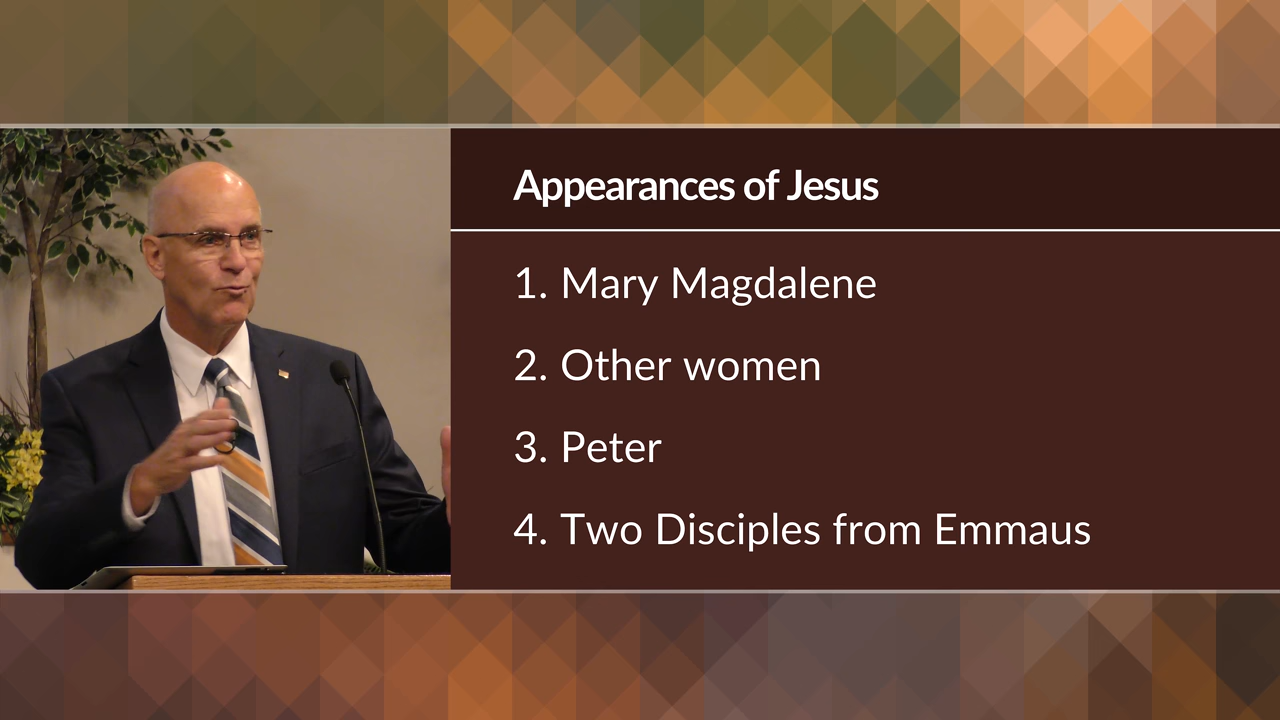 Appearances of Jesus
1. Mary Magdalene
2. Other women
3. Peter
4. Two Disciples from Emmaus